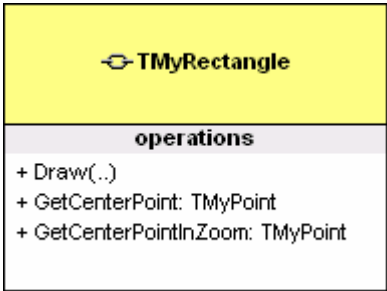 TMyRectangle
operations
+ Draw(..)
+ GetCenterPoint: TMyPoint
+ GetCenterPointInZoom: TMyPoint